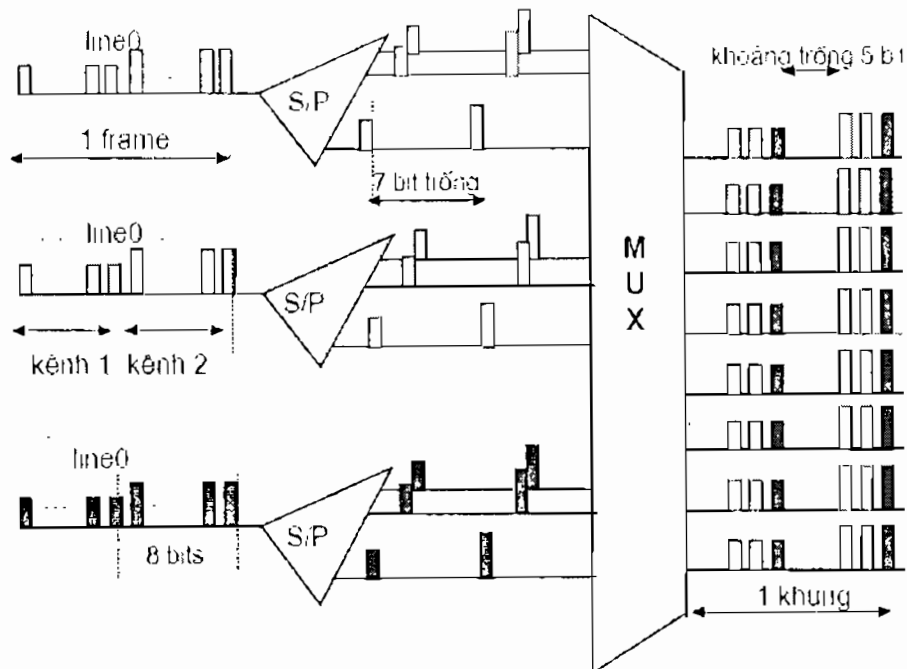 line0
khoảng trống 5 bi
S/P
1 frame
7 bit trống
line0
S/P
M
U
X
kênh 1 kênh 2
line0
S/P
8 bits
1 khung